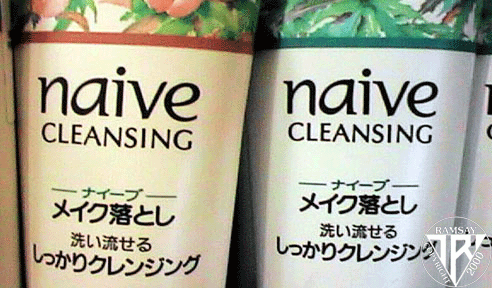 naive
CLEANSING
ナイーブ
メイク落とし
洗い流せる
しっかりクレンジング
naive
CLEANSING
ナイーブ
メイク落とし
洗い流せる
しっかりクレンジング
RAMSAY
2000